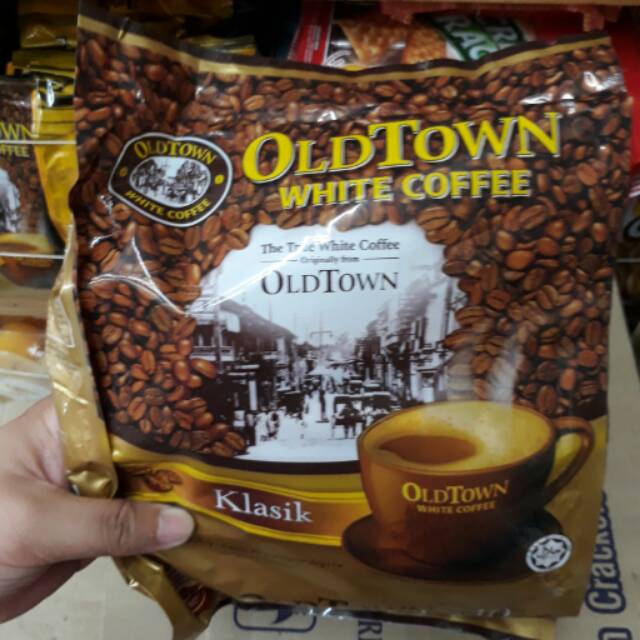 OLDTOWN
WHITE COFFEE
OLDTOWN
WHITE COFFEE
The True White Coffee
Originally from
OLDTOWN
Klasik
OLDTOWN
WHITE COFFEE